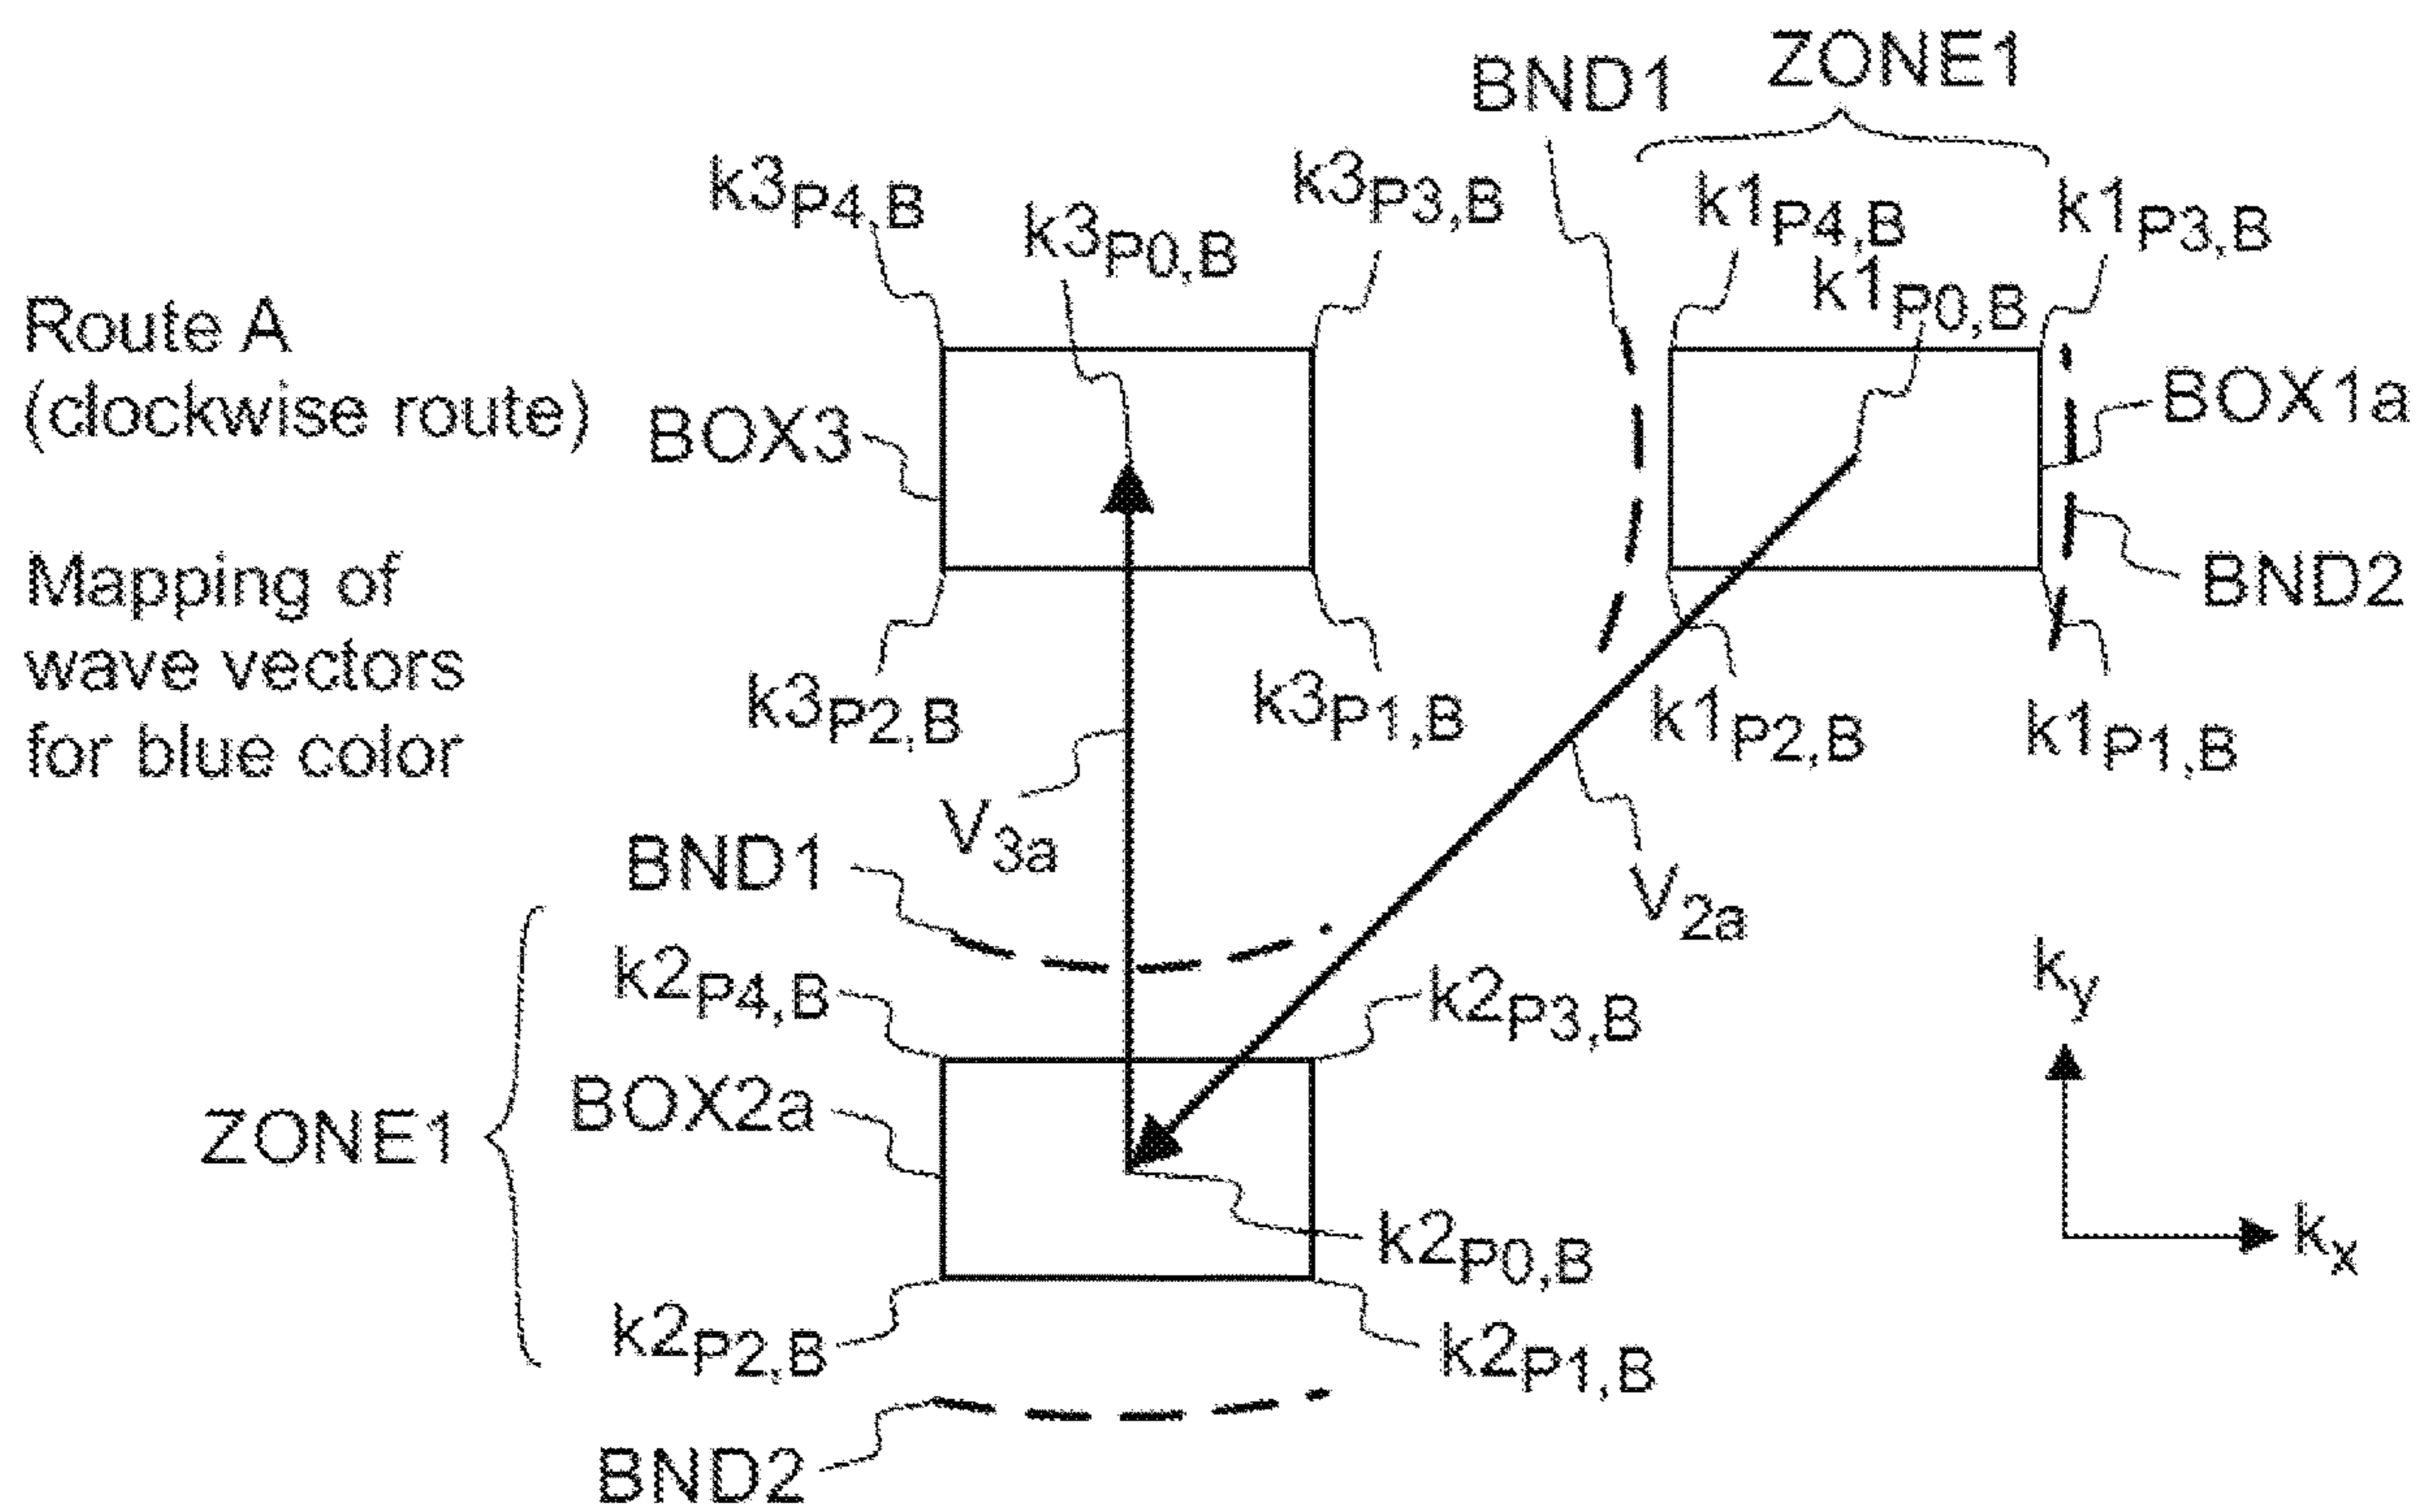 ZONE1
BND1
k3P4,B
k3P0,B
k3P3,B
k1P4,B
k1P3,B
k1P0,B
Route A
(clockwise route)
BOX3
BOX1a
Mapping of
wave vectors
for blue color
BND2
k3P2,B
k3P1,B
k1P2,B
k1P1,B
V3a
BND1
V2a
k2P4,B
k2P3,B
ky
BOX2a
ZONE1
k2P0,B
kx
k2P2,B
k2P1,B
BND2